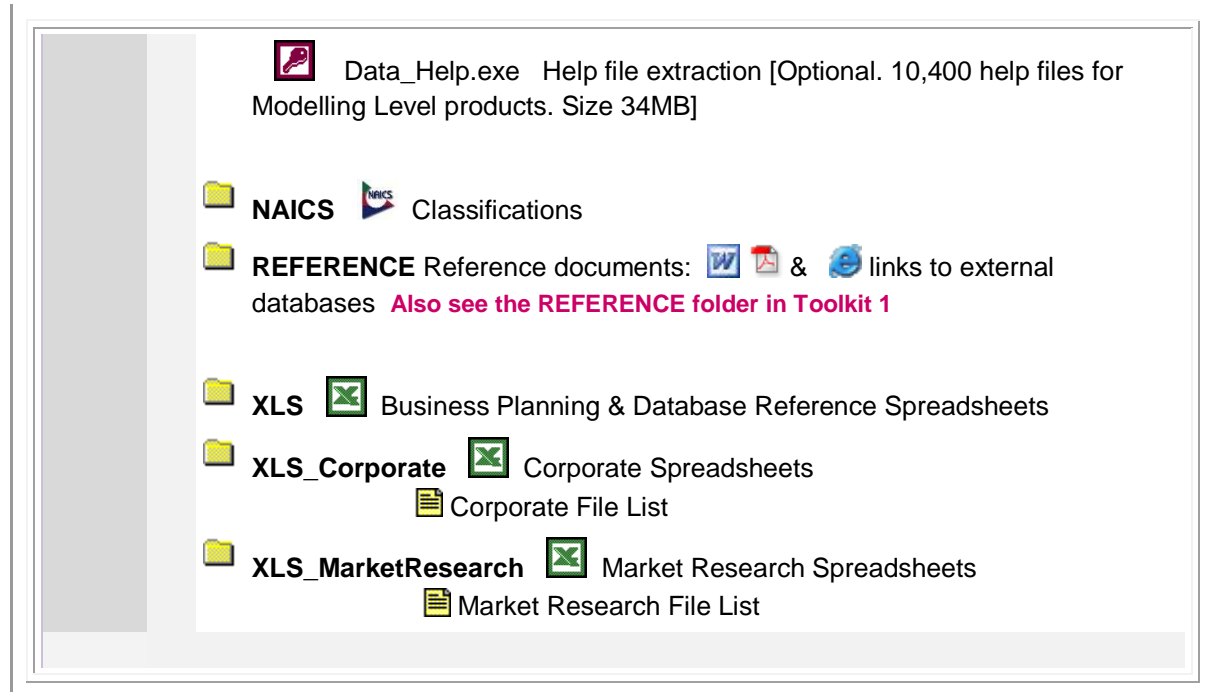 Data_Help.exe Help file extraction [Optional. 10,400 help files for
Modelling Level products. Size 34MB]
NAICS NAICS Classifications
REFERENCE Reference documents: W & links to external
databases Also see the REFERENCE folder in Toolkit 1
XLS Business Planning & Database Reference Spreadsheets
XLS_Corporate Corporate Spreadsheets
Corporate File List
XLS_MarketResearch Market Research Spreadsheets
Market Research File List